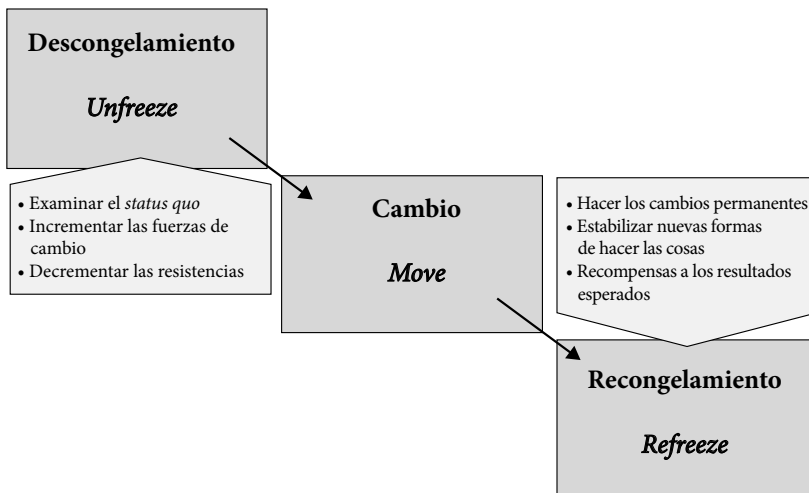 Descongelamiento
Unfreeze
• Examinar el status quo
• Incrementar las fuerzas de
cambio
• Decrementar las resistencias
Cambio
Move
• Hacer los cambios permanentes
• Estabilizar nuevas formas
de hacer las cosas
• Recompensas a los resultados
esperados
Recongelamiento
Refreeze